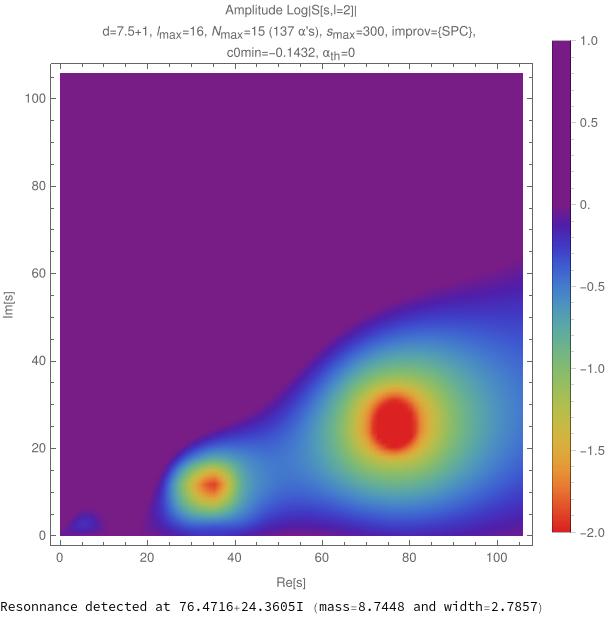 Amplitude Log|S[s,l=2]|
d=7.5+1, lmax=16, Nmax=15 (137 α's), smax=300, improv={SPC},
c0min=−0.1432, αth=0
1.0
0.5
0.
−0.5
−1.0
−1.5
−2.0
100
80
60
40
20
0
Im[s]
0 20 40 60 80 100
Re[s]
Resonnance detected at 76.4716+24.3605I (mass=8.7448 and width=2.7857)